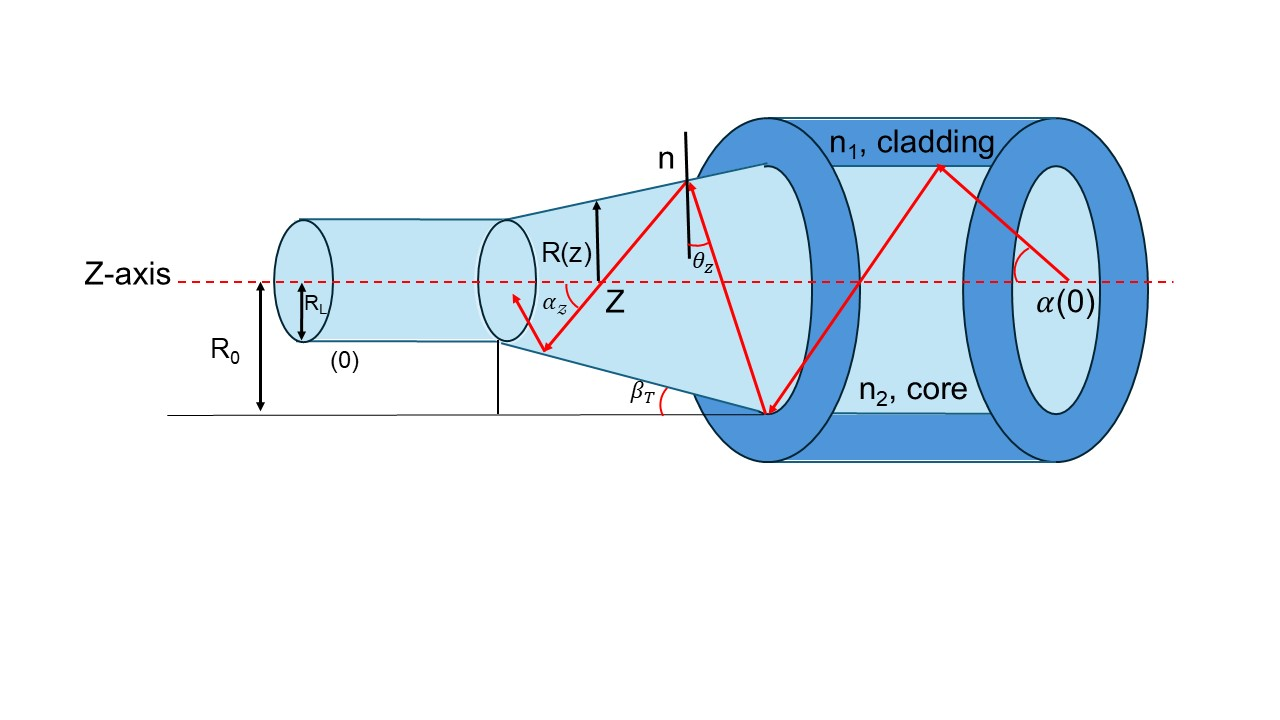 n₁, cladding
n
R(z)
θ_z
Z-axis
R_L
α_z
Z
α(0)
R₀
(0)
β_T
n₂, core